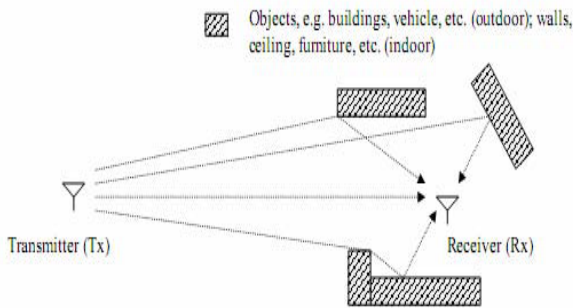 Objects, e.g. buildings, vehicle, etc. (outdoor); walls,
ceiling, furniture, etc. (indoor)
Transmitter (Tx)
Receiver (Rx)